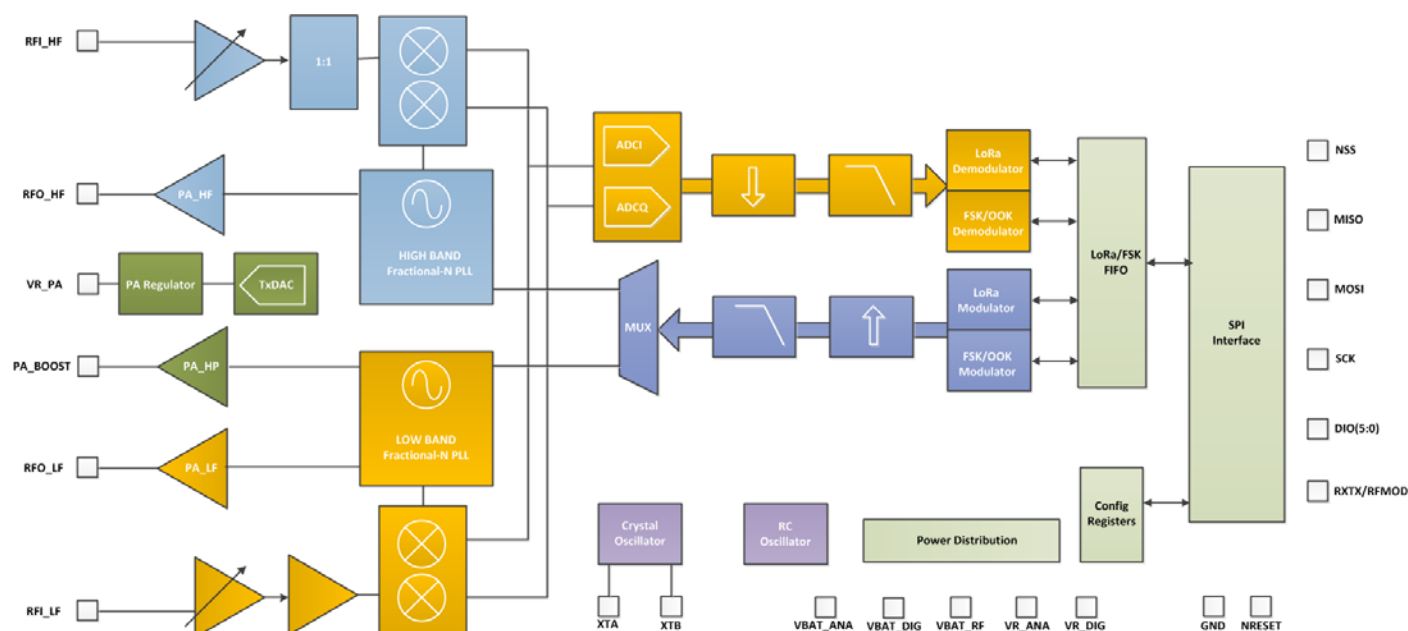 RFI_HF
1:1
RFO_HF
PA_HF
HIGH BAND
Fractional-N PLL
VR_PA
PA Regulator
TxDAC
PA_BOOST
PA_HP
RFO_LF
PA_LF
LOW BAND
Fractional-N PLL
RFI_LF
ADCI
ADCQ
MUX
LoRa
Demodulator
FSK/OOK
Demodulator
LoRa
Modulator
FSK/OOK
Modulator
LoRa/FSK
FIFO
SPI
Interface
Config
Registers
NSS
MISO
MOSI
SCK
DIO(5:0)
RXTX/RFMOD
Crystal
Oscillator
RC
Oscillator
Power Distribution
XTA
XTB
VBAT_ANA
VBAT_DIG
VBAT_RF
VR_ANA
VR_DIG
GND
NRESET